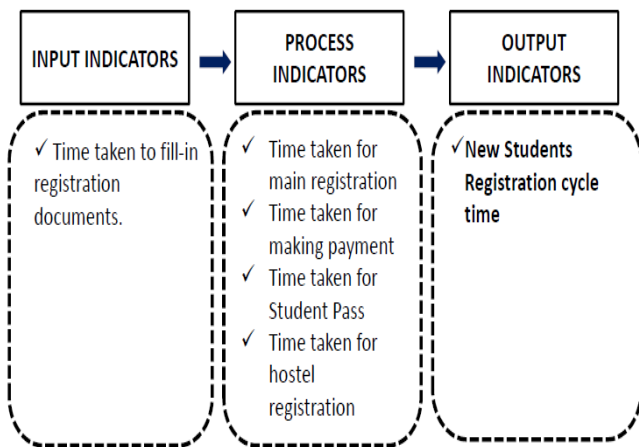 INPUT INDICATORS
PROCESS
INDICATORS
OUTPUT
INDICATORS
✓ Time taken to fill-in
registration
documents.
✓ Time taken for
main registration
✓ Time taken for
making payment
✓ Time taken for
Student Pass
✓ Time taken for
hostel
registration
✓ New Students
Registration cycle
time